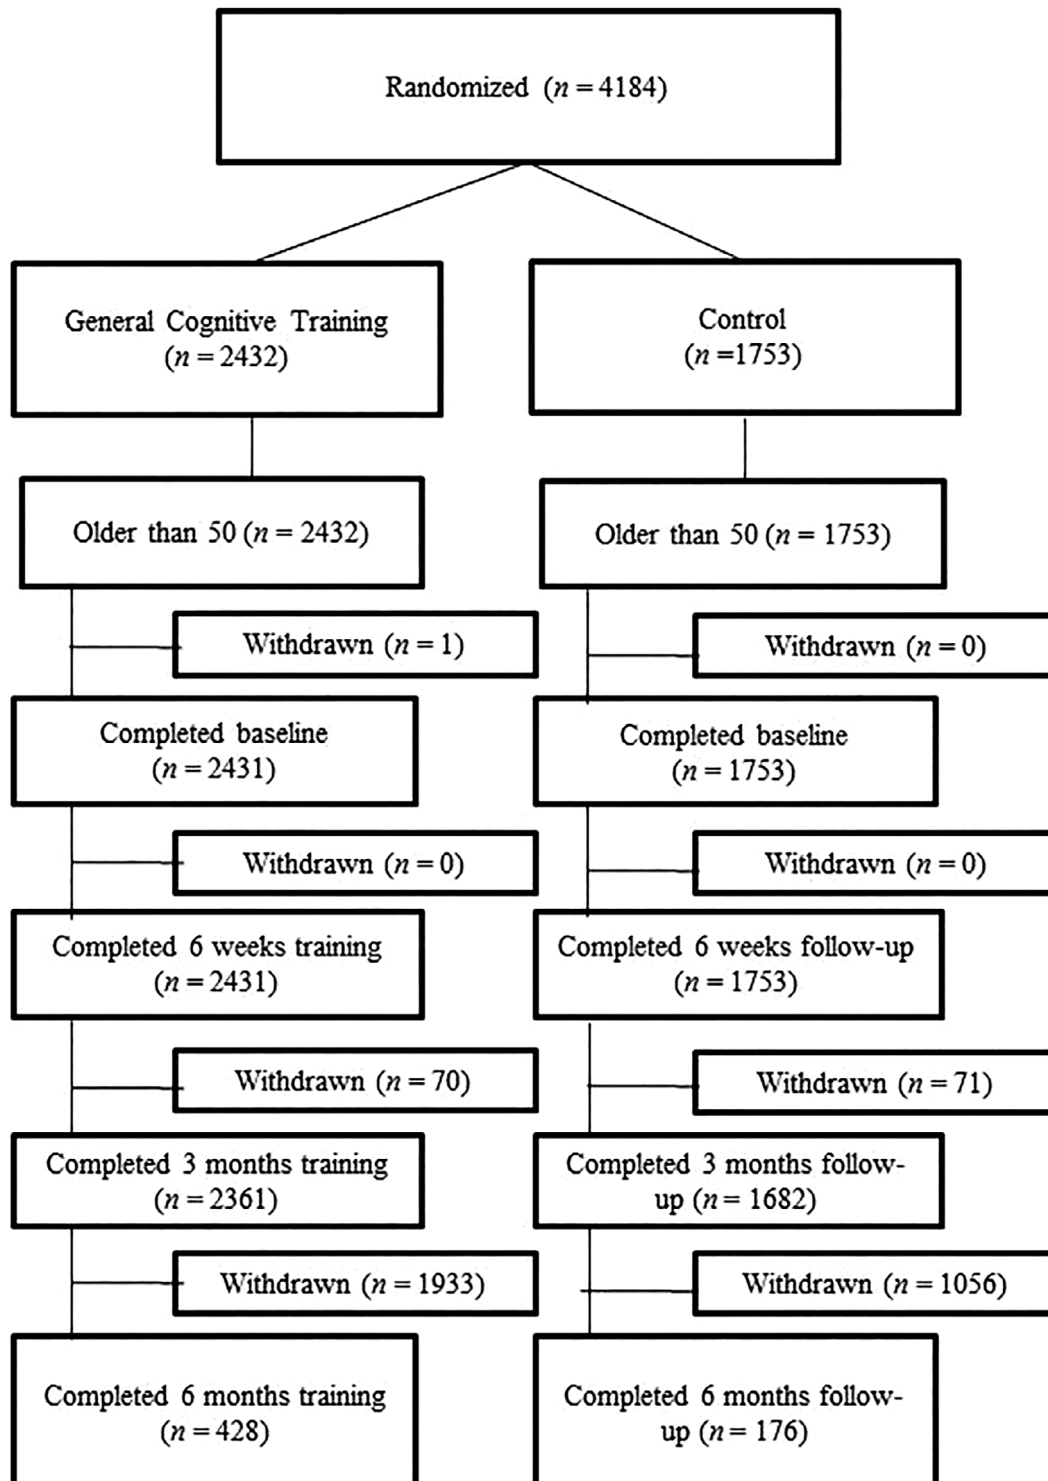 Randomized (n = 4184)
General Cognitive Training
(n = 2432)
Control
(n =1753)
Older than 50 (n = 2432)
Older than 50 (n = 1753)
Withdrawn (n = 1)
Withdrawn (n = 0)
Completed baseline
(n = 2431)
Completed baseline
(n = 1753)
Withdrawn (n = 0)
Withdrawn (n = 0)
Completed 6 weeks training
(n = 2431)
Completed 6 weeks follow-up
(n = 1753)
Withdrawn (n = 70)
Withdrawn (n = 71)
Completed 3 months training
(n = 2361)
Completed 3 months follow-
up (n = 1682)
Withdrawn (n = 1933)
Withdrawn (n = 1056)
Completed 6 months training
(n = 428)
Completed 6 months follow-
up (n = 176)